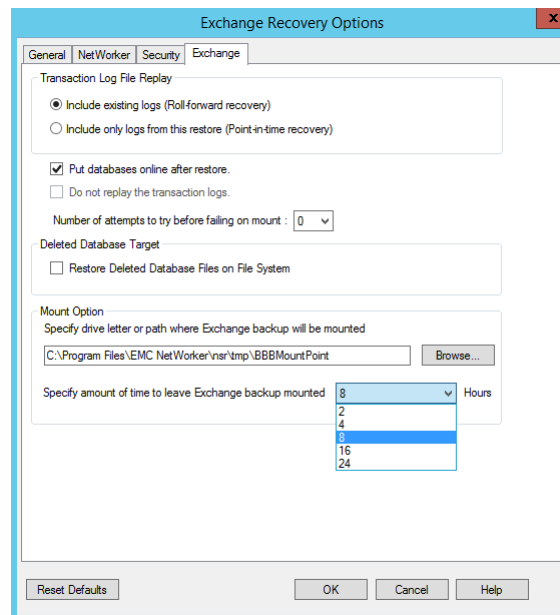 Exchange Recovery Options
x
General NetWorker Security Exchange
Transaction Log File Replay
Include existing logs (Roll-forward recovery)
Include only logs from this restore (Point-in-time recovery)
Put databases online after restore.
Do not replay the transaction logs.
Number of attempts to try before failing on mount : 0
Deleted Database Target
Restore Deleted Database Files on File System
Mount Option
Specify drive letter or path where Exchange backup will be mounted
C:\Program Files\EMC NetWorker\nsr\tmp\BBBMountPoint Browse...
Specify amount of time to leave Exchange backup mounted 8 Hours
2
4
8
16
24
Reset Defaults OK Cancel Help